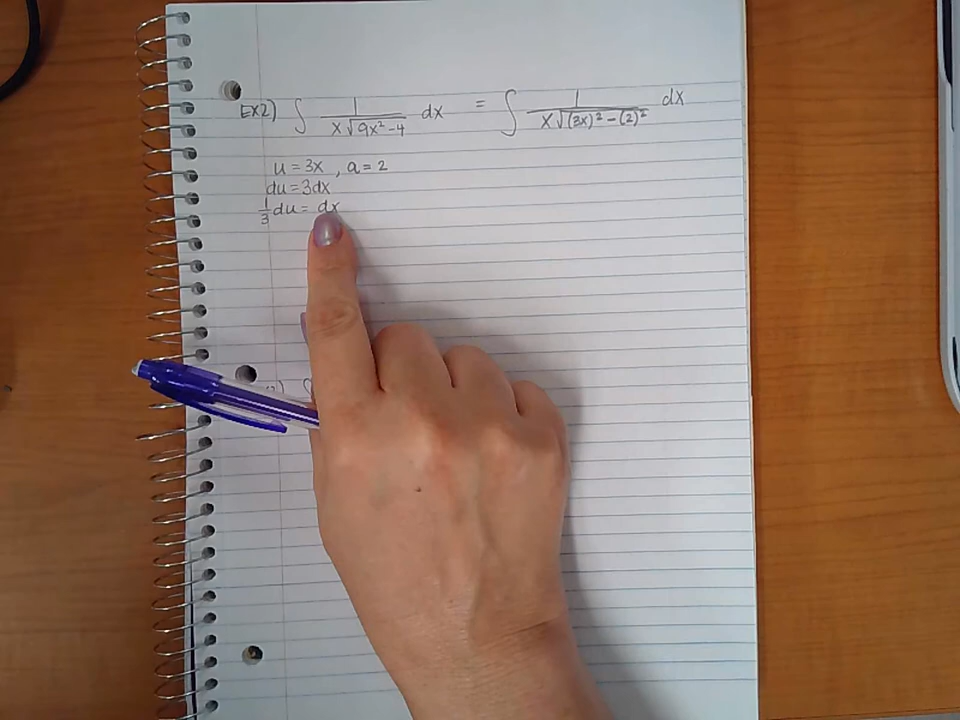 Ex2) ∫ 1/(x√(9x²-4)) dx = ∫ 1/(x√((3x)²-(2)²)) dx
u = 3x , a = 2
du = 3dx
1/3 du = dx